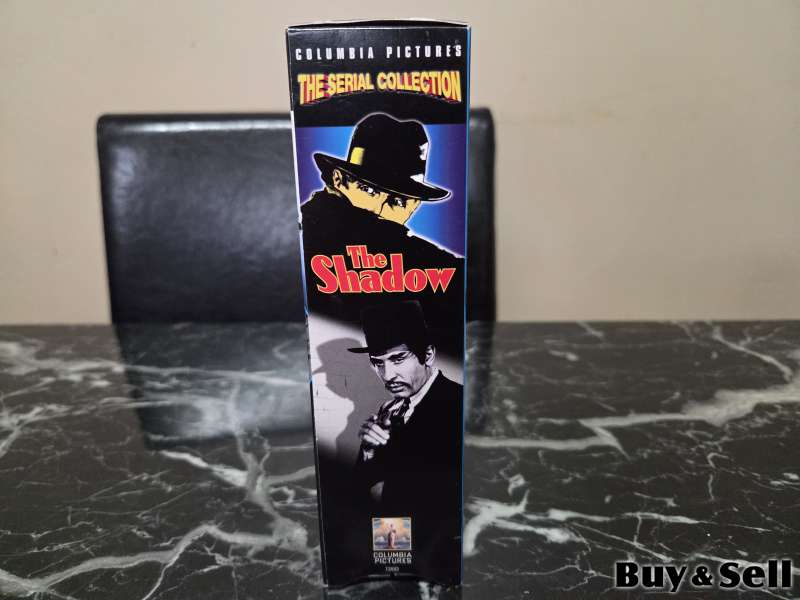 COLUMBIA PICTURES
THE SERIAL COLLECTION
The
Shadow
COLUMBIA
PICTURES
Buy & Sell